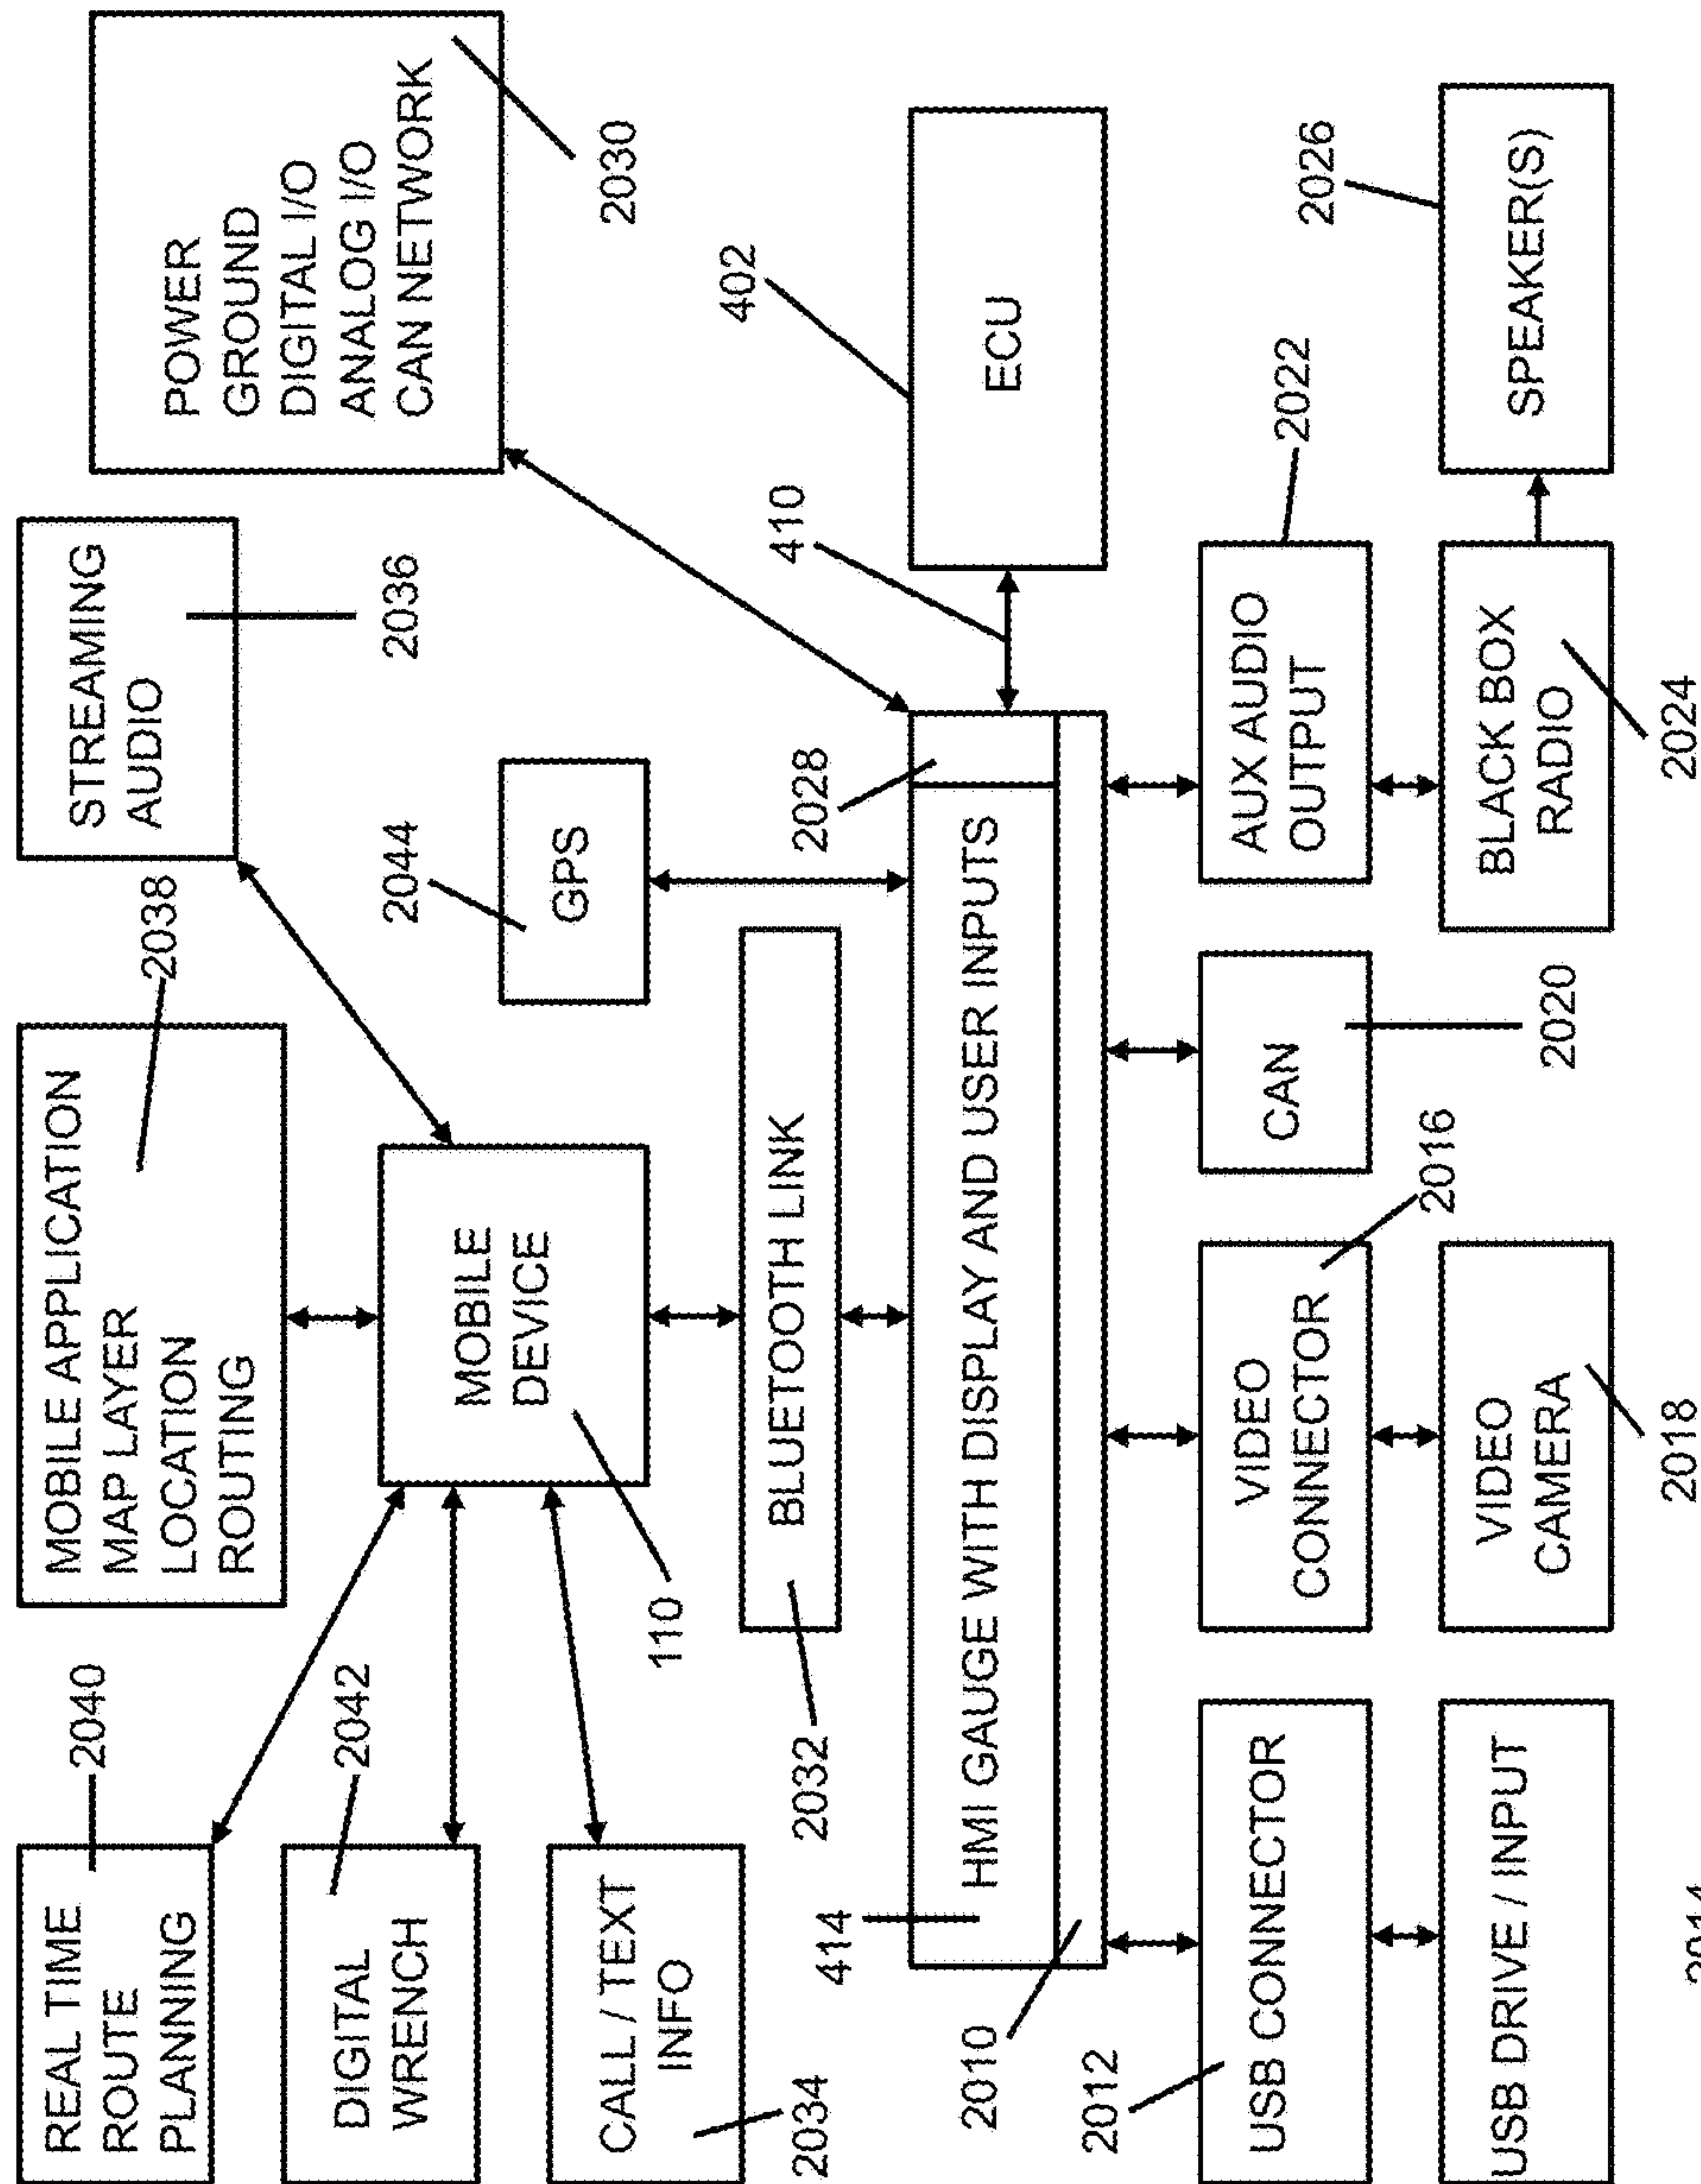 REAL TIME
ROUTE
PLANNING
2040
DIGITAL
WRENCH
2042
CALL / TEXT
INFO
2034
MOBILE APPLICATION
MAP LAYER
LOCATION
ROUTING
2038
MOBILE
DEVICE
110
STREAMING
AUDIO
2036
POWER
GROUND
DIGITAL I/O
ANALOG I/O
CAN NETWORK
2030
GPS
2044
BLUETOOTH LINK
2032
HMI GAUGE WITH DISPLAY AND USER INPUTS
414
2010
2028
410
ECU
402
USB CONNECTOR
2012
USB DRIVE / INPUT
2014
VIDEO
CONNECTOR
2016
VIDEO
CAMERA
2018
CAN
2020
AUX AUDIO
OUTPUT
2022
BLACK BOX
RADIO
2024
SPEAKER(S)
2026